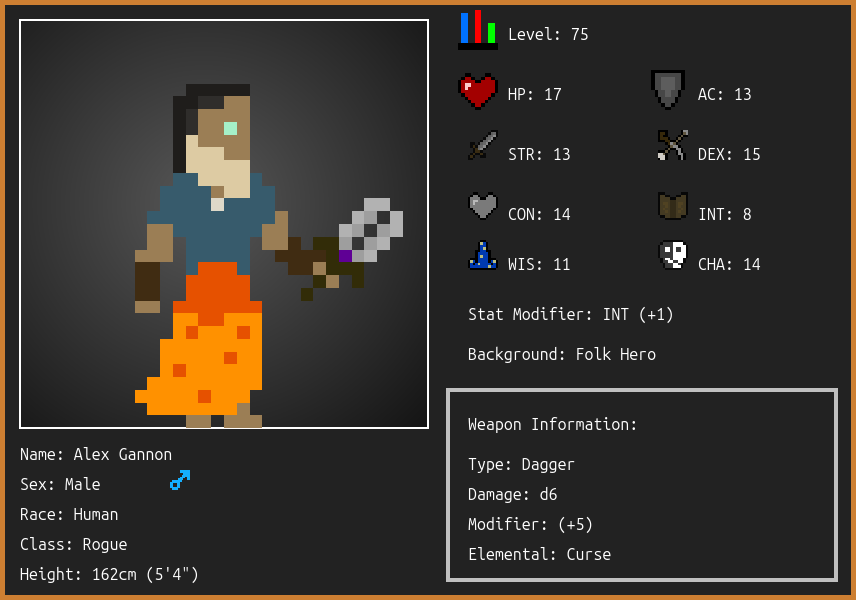 Level: 75
HP: 17
AC: 13
STR: 13
DEX: 15
CON: 14
INT: 8
WIS: 11
CHA: 14
Stat Modifier: INT (+1)
Background: Folk Hero
Weapon Information:
Type: Dagger
Damage: d6
Modifier: (+5)
Elemental: Curse
Name: Alex Gannon
Sex: Male
Race: Human
Class: Rogue
Height: 162cm (5'4")